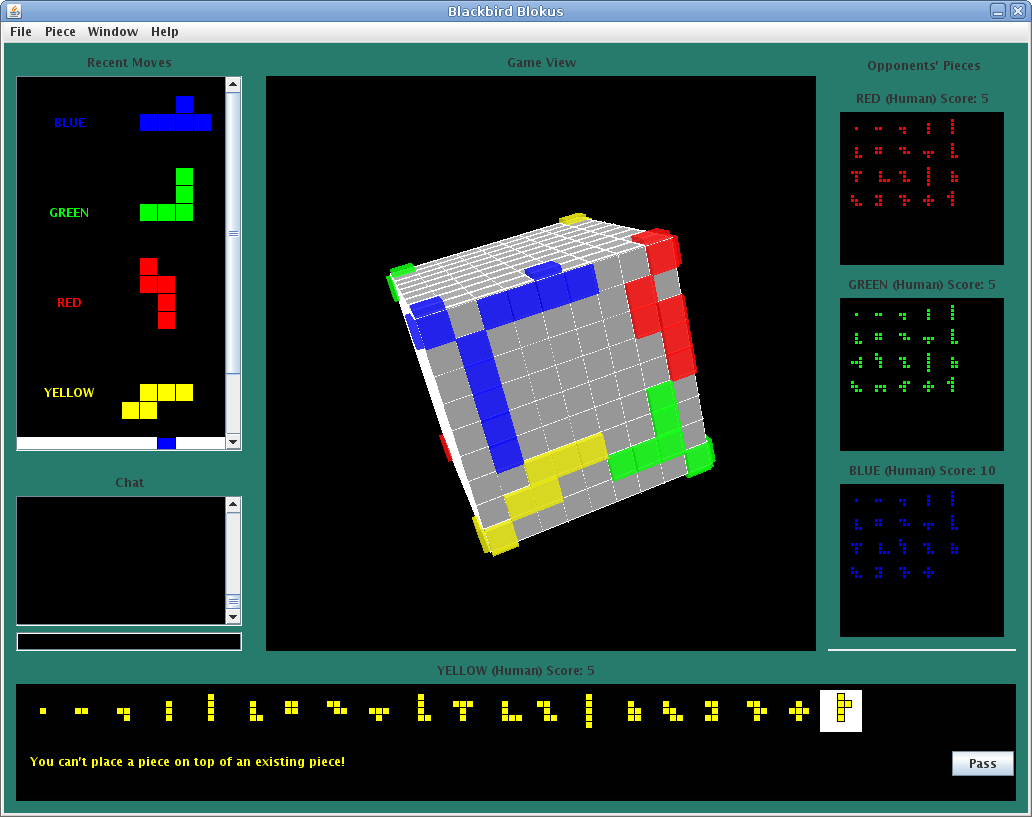 Blackbird Blokus
File Piece Window Help
Recent Moves
BLUE
GREEN
RED
YELLOW
Chat
Game View
Opponents' Pieces
RED (Human) Score: 5
GREEN (Human) Score: 5
BLUE (Human) Score: 10
YELLOW (Human) Score: 5
You can't place a piece on top of an existing piece!
Pass